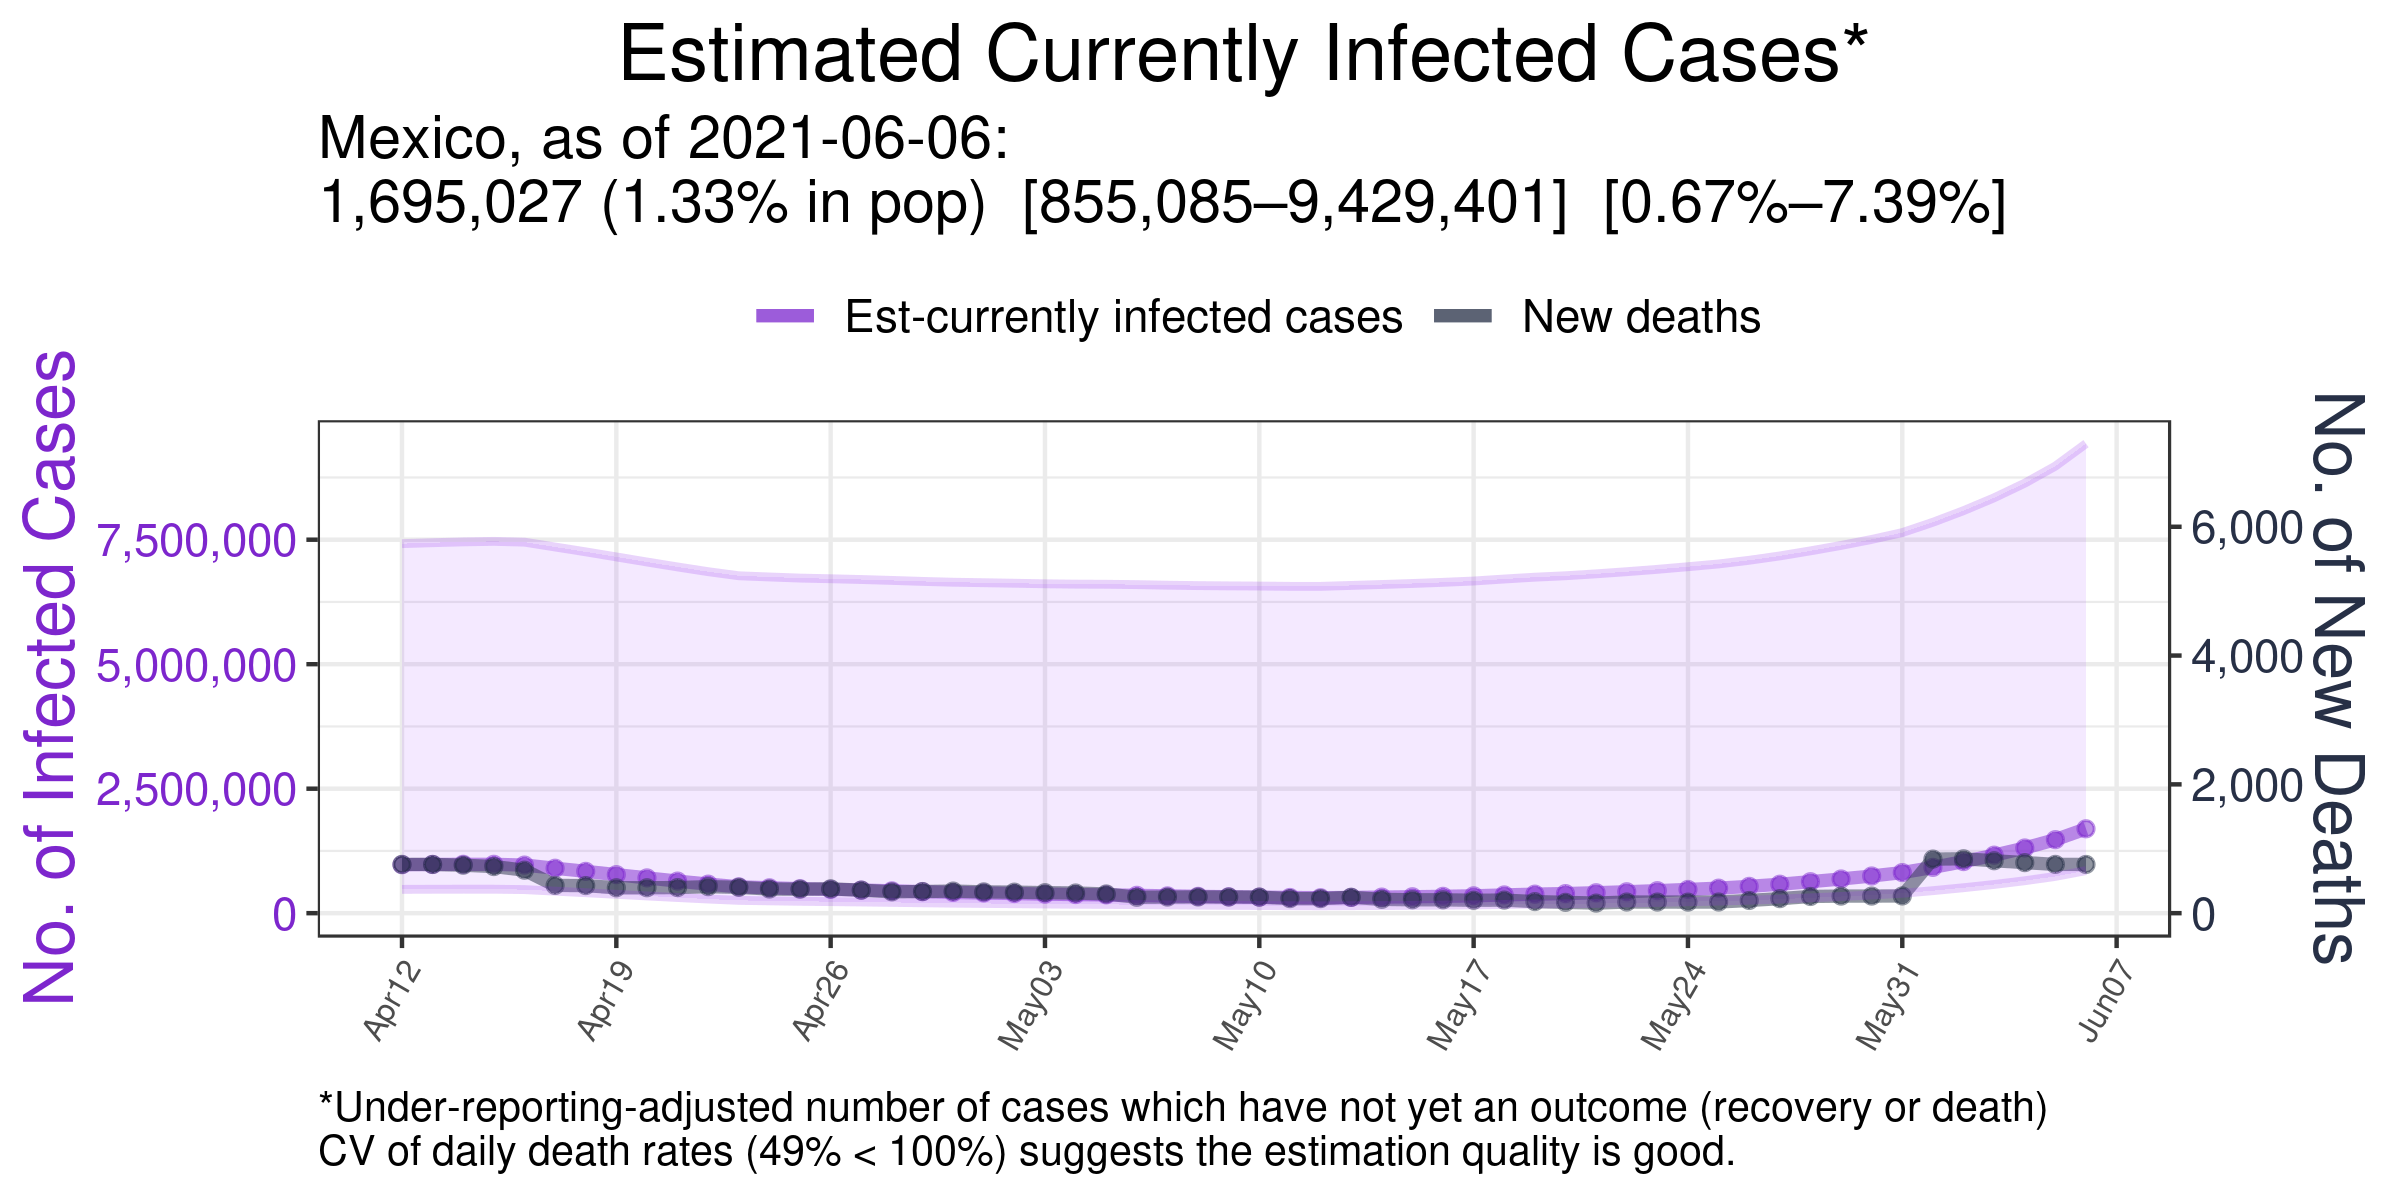 Estimated Currently Infected Cases*
Mexico, as of 2021-06-06:
1,695,027 (1.33% in pop) [855,085–9,429,401] [0.67%–7.39%]
Est-currently infected cases New deaths
No. of Infected Cases
7,500,000
5,000,000
2,500,000
0
6,000
4,000
2,000
0
No. of New Deaths
Apr12 Apr19 Apr26 May03 May10 May17 May24 May31 Jun07
*Under-reporting-adjusted number of cases which have not yet an outcome (recovery or death)
CV of daily death rates (49% < 100%) suggests the estimation quality is good.